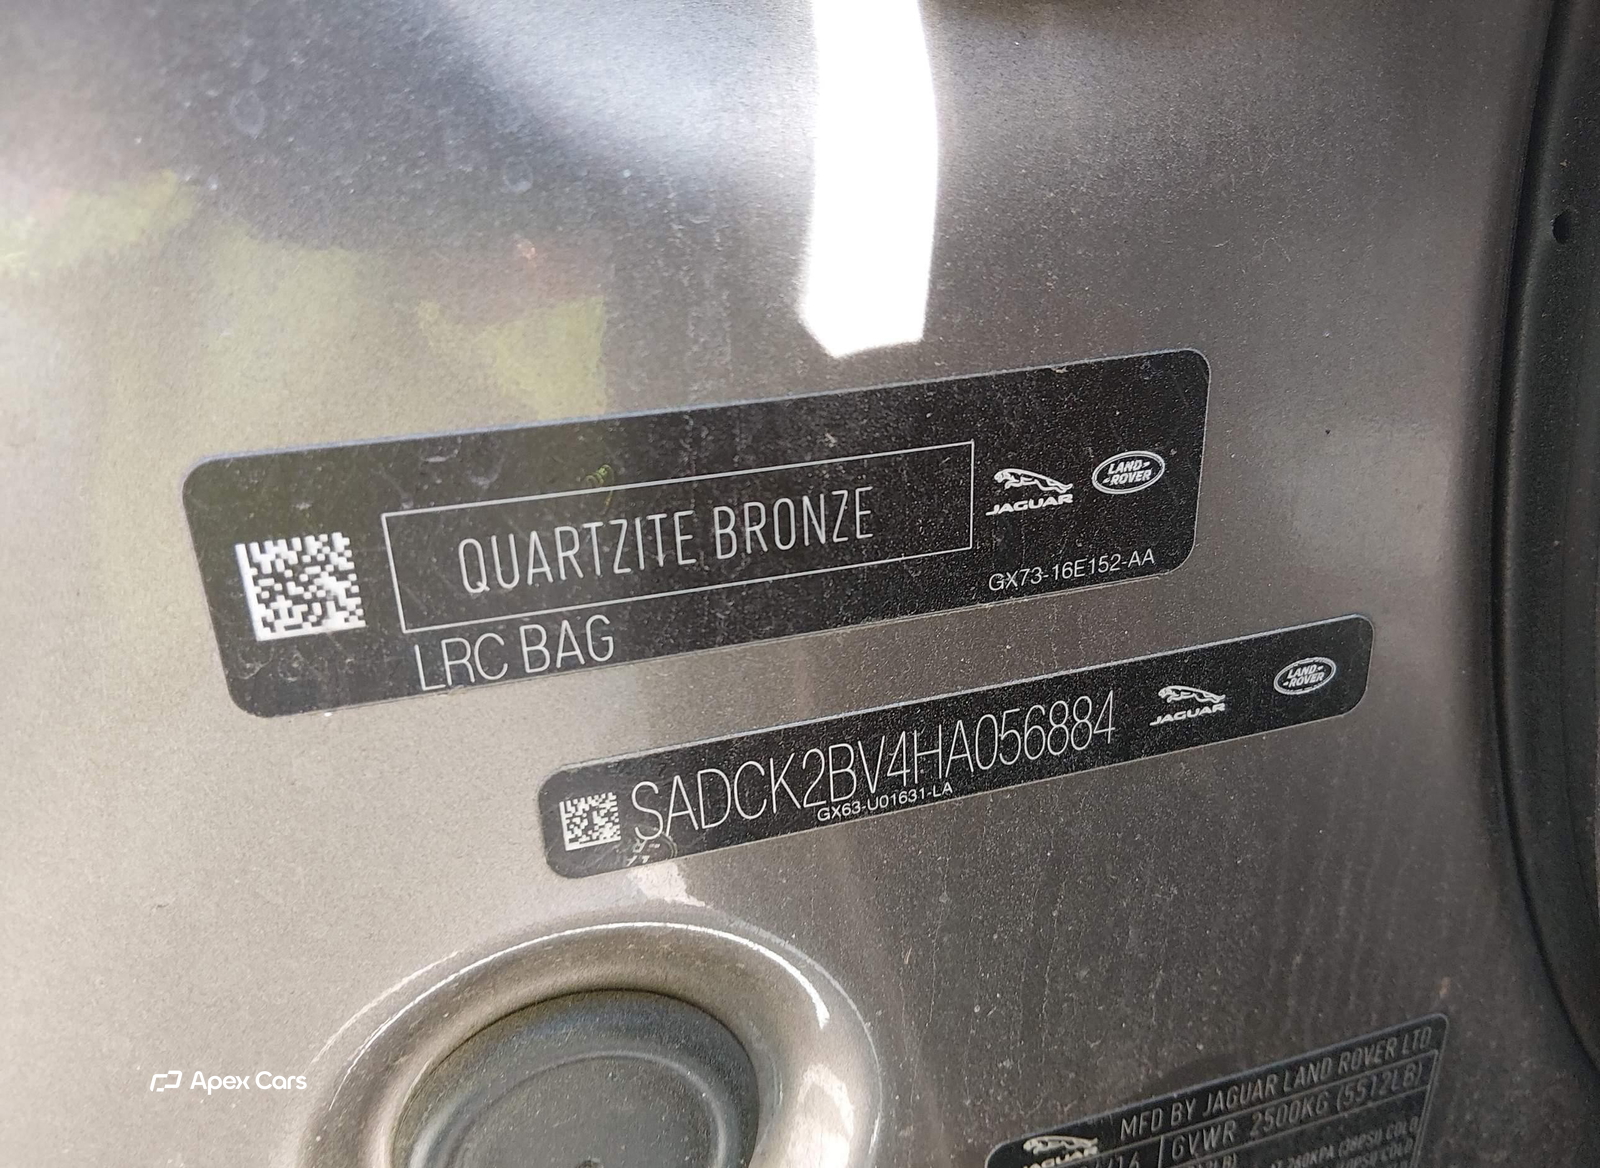 QUARTZITE BRONZE
JAGUAR
LAND-
-ROVER
GX73-16E152-AA
LRC BAG
SADCK2BV4HA056884
GX63-U01631-LA
JAGUAR
LAND-
-ROVER
Apex Cars
MFD BY JAGUAR LAND ROVER LTD
JAGUAR
GVWR 2500KG (5512LB)